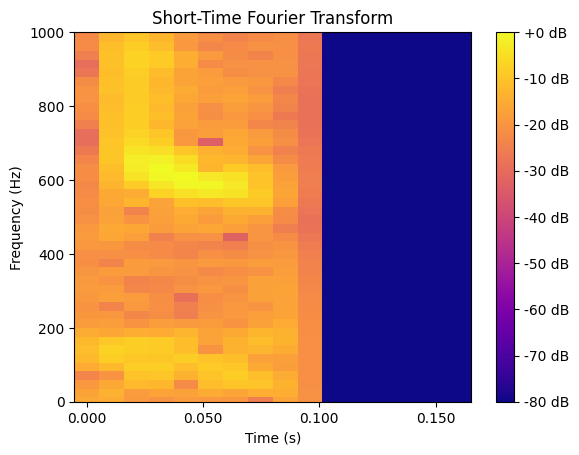 Short-Time Fourier Transform
Frequency (Hz)
1000
800
600
400
200
0
0.000
0.050
0.100
0.150
Time (s)
+0 dB
-10 dB
-20 dB
-30 dB
-40 dB
-50 dB
-60 dB
-70 dB
-80 dB